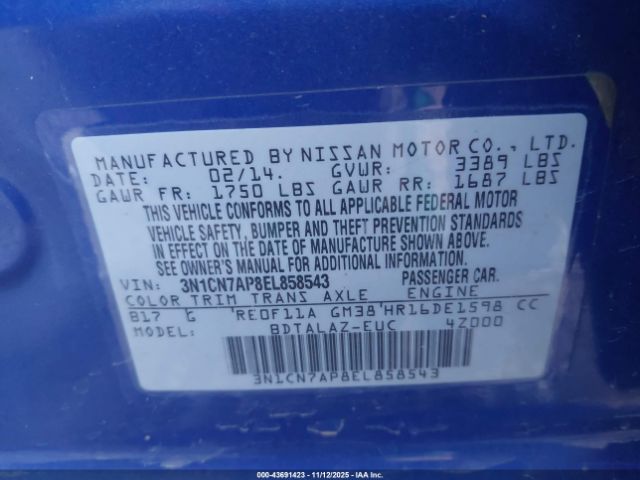 MANUFACTURED BY NISSAN MOTOR CO., LTD.
DATE: 02/14. GVWR: 3389 LBS
GAWR FR: 1750 LBS GAWR RR: 1687 LBS
THIS VEHICLE CONFORMS TO ALL APPLICABLE FEDERAL MOTOR
VEHICLE SAFETY, BUMPER AND THEFT PREVENTION STANDARDS
IN EFFECT ON THE DATE OF MANUFACTURE SHOWN ABOVE.
SEE OWNER'S MANUAL FOR ADDITIONAL INFORMATION.
VIN: 3N1CN7AP8EL858543 PASSENGER CAR.
COLOR TRIM TRANS AXLE ENGINE
B17 G RE0F11A GM38 HR16DE1598 CC
BDTALAZ-EUC 4Z000
3N1CN7AP8EL858543
000-43691423 - 11/12/2025 - IAAI, Inc.